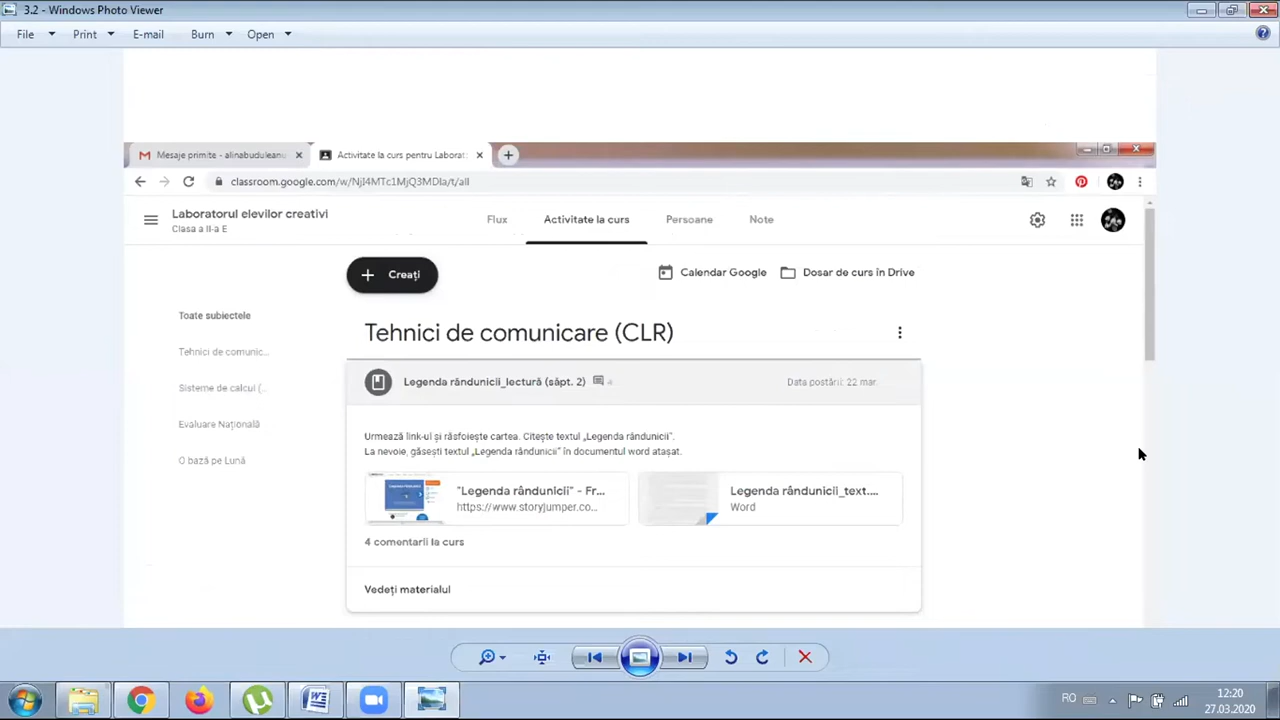 3.2 - Windows Photo Viewer
File Print E-mail Burn Open
Mesaje primite - alinabuduleanu
Activitate la curs pentru Laborat
classroom.google.com/w/NjI4MTc1MjQ3MDIa/t/all
Laboratorul elevilor creativi
Clasa a II-a E
Flux Activitate la curs Persoane Note
Creați
Calendar Google Dosar de curs în Drive
Toate subiectele
Tehnici de comunic...
Sisteme de calcul (..
Evaluare Națională
O bază pe Lună
Tehnici de comunicare (CLR)
Legenda rândunicii_lectură (săpt. 2) 4
Data postării: 22 mar.
Urmează link-ul și răsfoiește cartea. Citește textul „Legenda rândunicii”.
La nevoie, găsești textul „Legenda rândunicii” în documentul word atașat.
"Legenda rândunicii" - Fr...
https://www.storyjumper.co...
Legenda rândunicii_text....
Word
4 comentarii la curs
Vedeți materialul
RO
12:20
27.03.2020